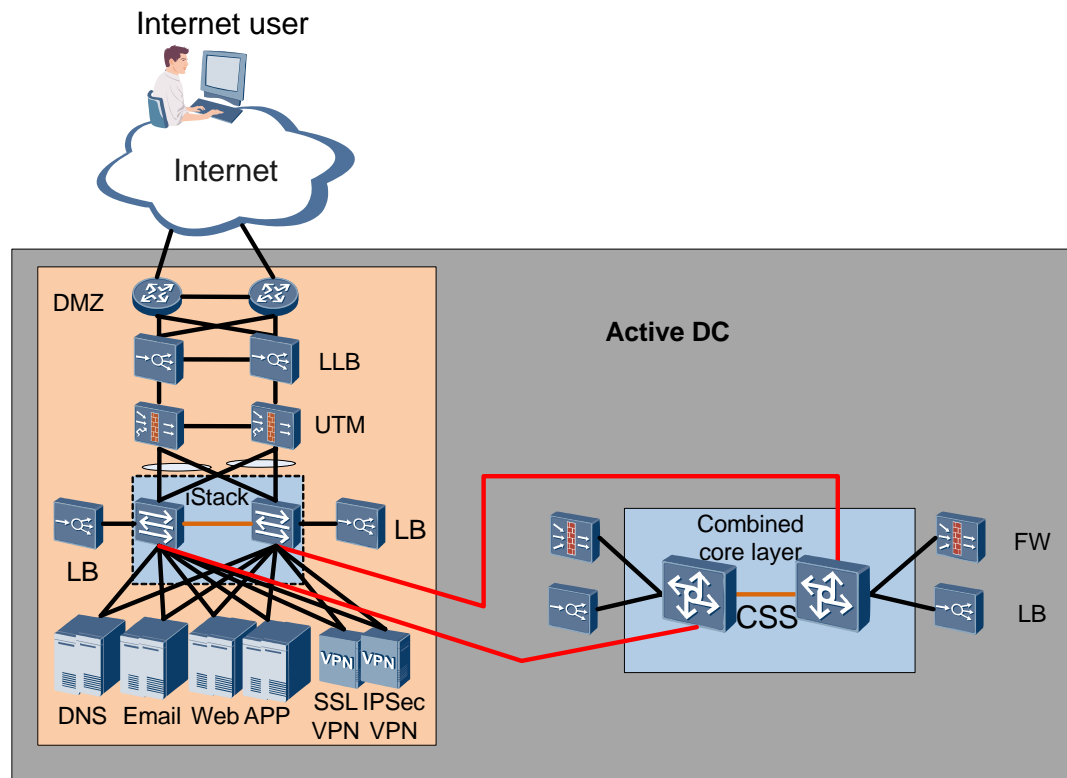 Internet user
Internet
DMZ
Active DC
LLB
UTM
iStack
LB
LB
Combined
core layer
CSS
FW
LB
VPN
VPN
DNS
Email
Web
APP
SSL
VPN
IPSec
VPN